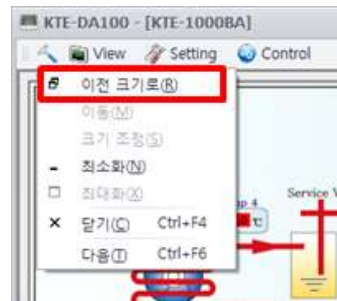 KTE-DA100 - [KTE-1000BA]
View Setting Control
이전 크기로(R)
이동(M)
크기 조정(S)
최소화(N)
최대화(X)
닫기(C) Ctrl+F4
다음(T) Ctrl+F6
4
Service V
℃